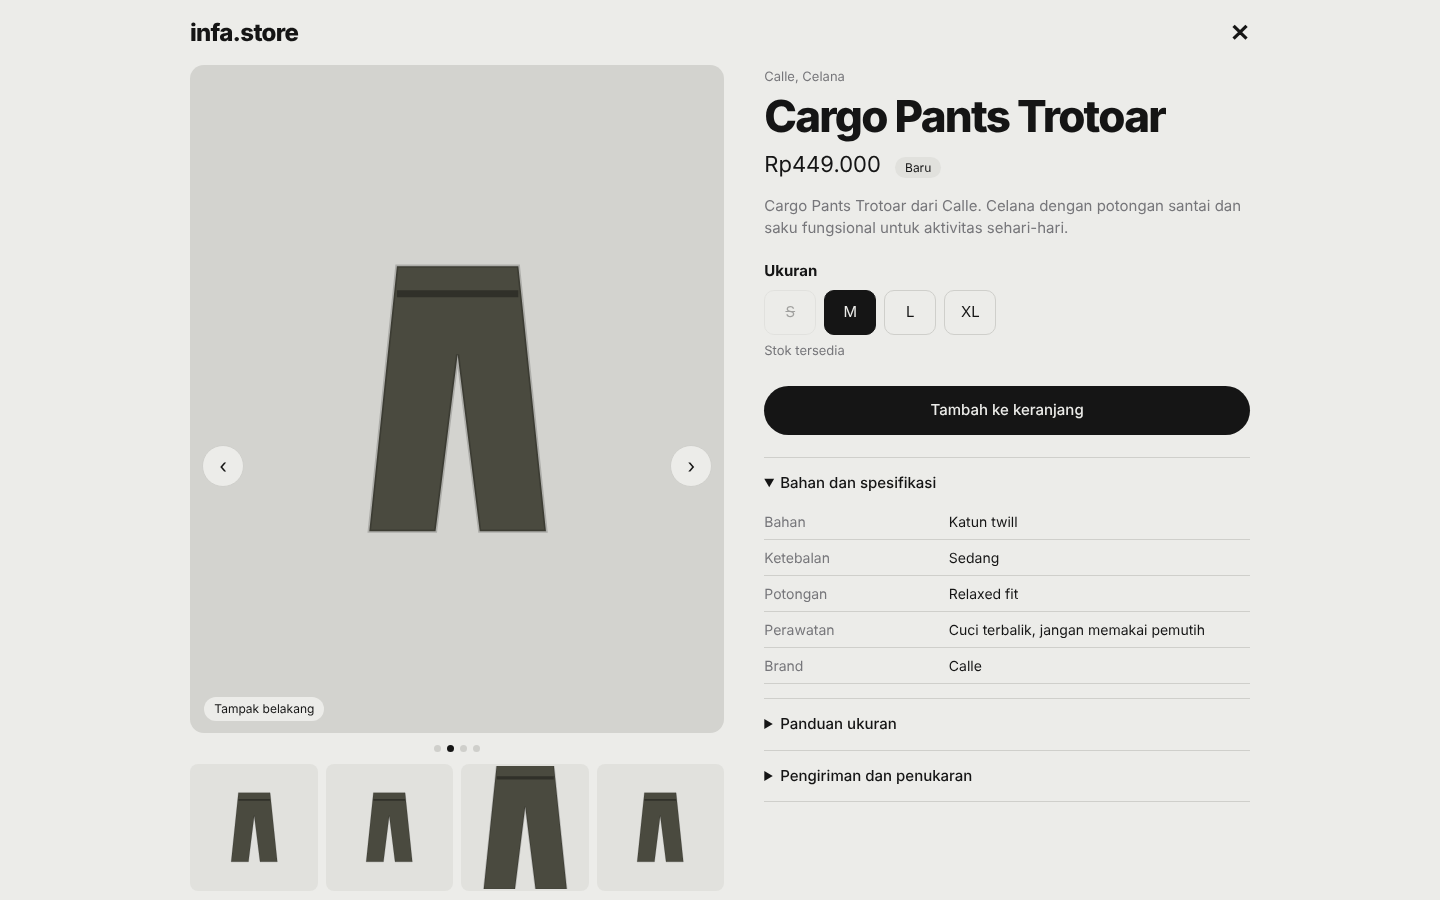 infa.store
✕
Calle, Celana
Cargo Pants Trotoar
Rp449.000
Baru
Cargo Pants Trotoar dari Calle. Celana dengan potongan santai dan
saku fungsional untuk aktivitas sehari-hari.
Ukuran
S M L XL
Stok tersedia
Tambah ke keranjang
‹ ›
Tampak belakang
▼ Bahan dan spesifikasi
Bahan Katun twill
Ketebalan Sedang
Potongan Relaxed fit
Perawatan Cuci terbalik, jangan memakai pemutih
Brand Calle
▶ Panduan ukuran
▶ Pengiriman dan penukaran